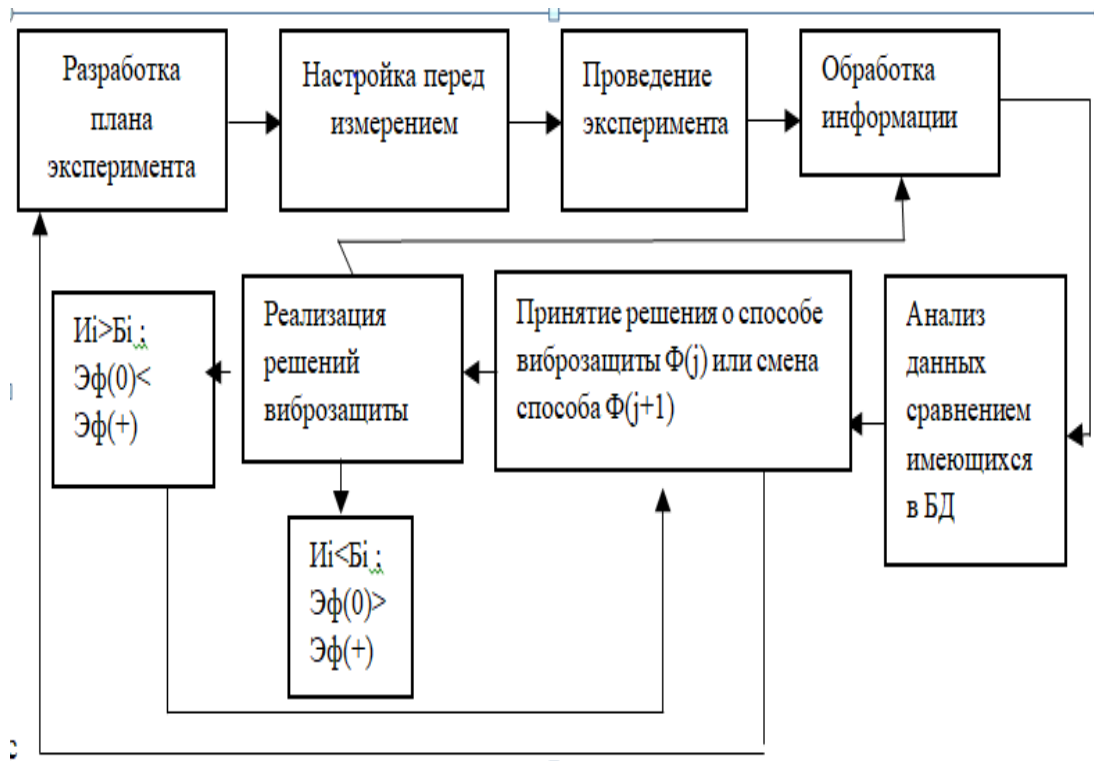 Разработка
плана
эксперимента
Настройка перед
измерением
Проведение
эксперимента
Обработка
информации
Иi>Бi ;
Эф(0)<
Эф(+)
Реализация
решений
виброзащиты
Принятие решения о способе
виброзащиты Ф(j) или смена
способа Ф(j+1)
Анализ
данных
сравнением
имеющихся
в БД
Иi<Бi ;
Эф(0)>
Эф(+)
с